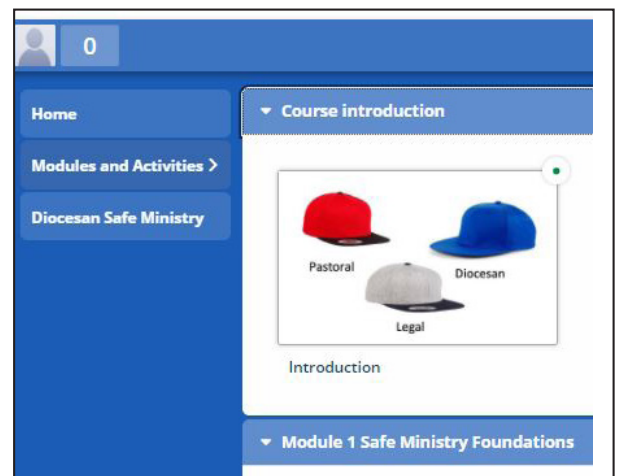 0
Home
Modules and Activities >
Diocesan Safe Ministry
Course introduction
Pastoral
Diocesan
Legal
Introduction
Module 1 Safe Ministry Foundations